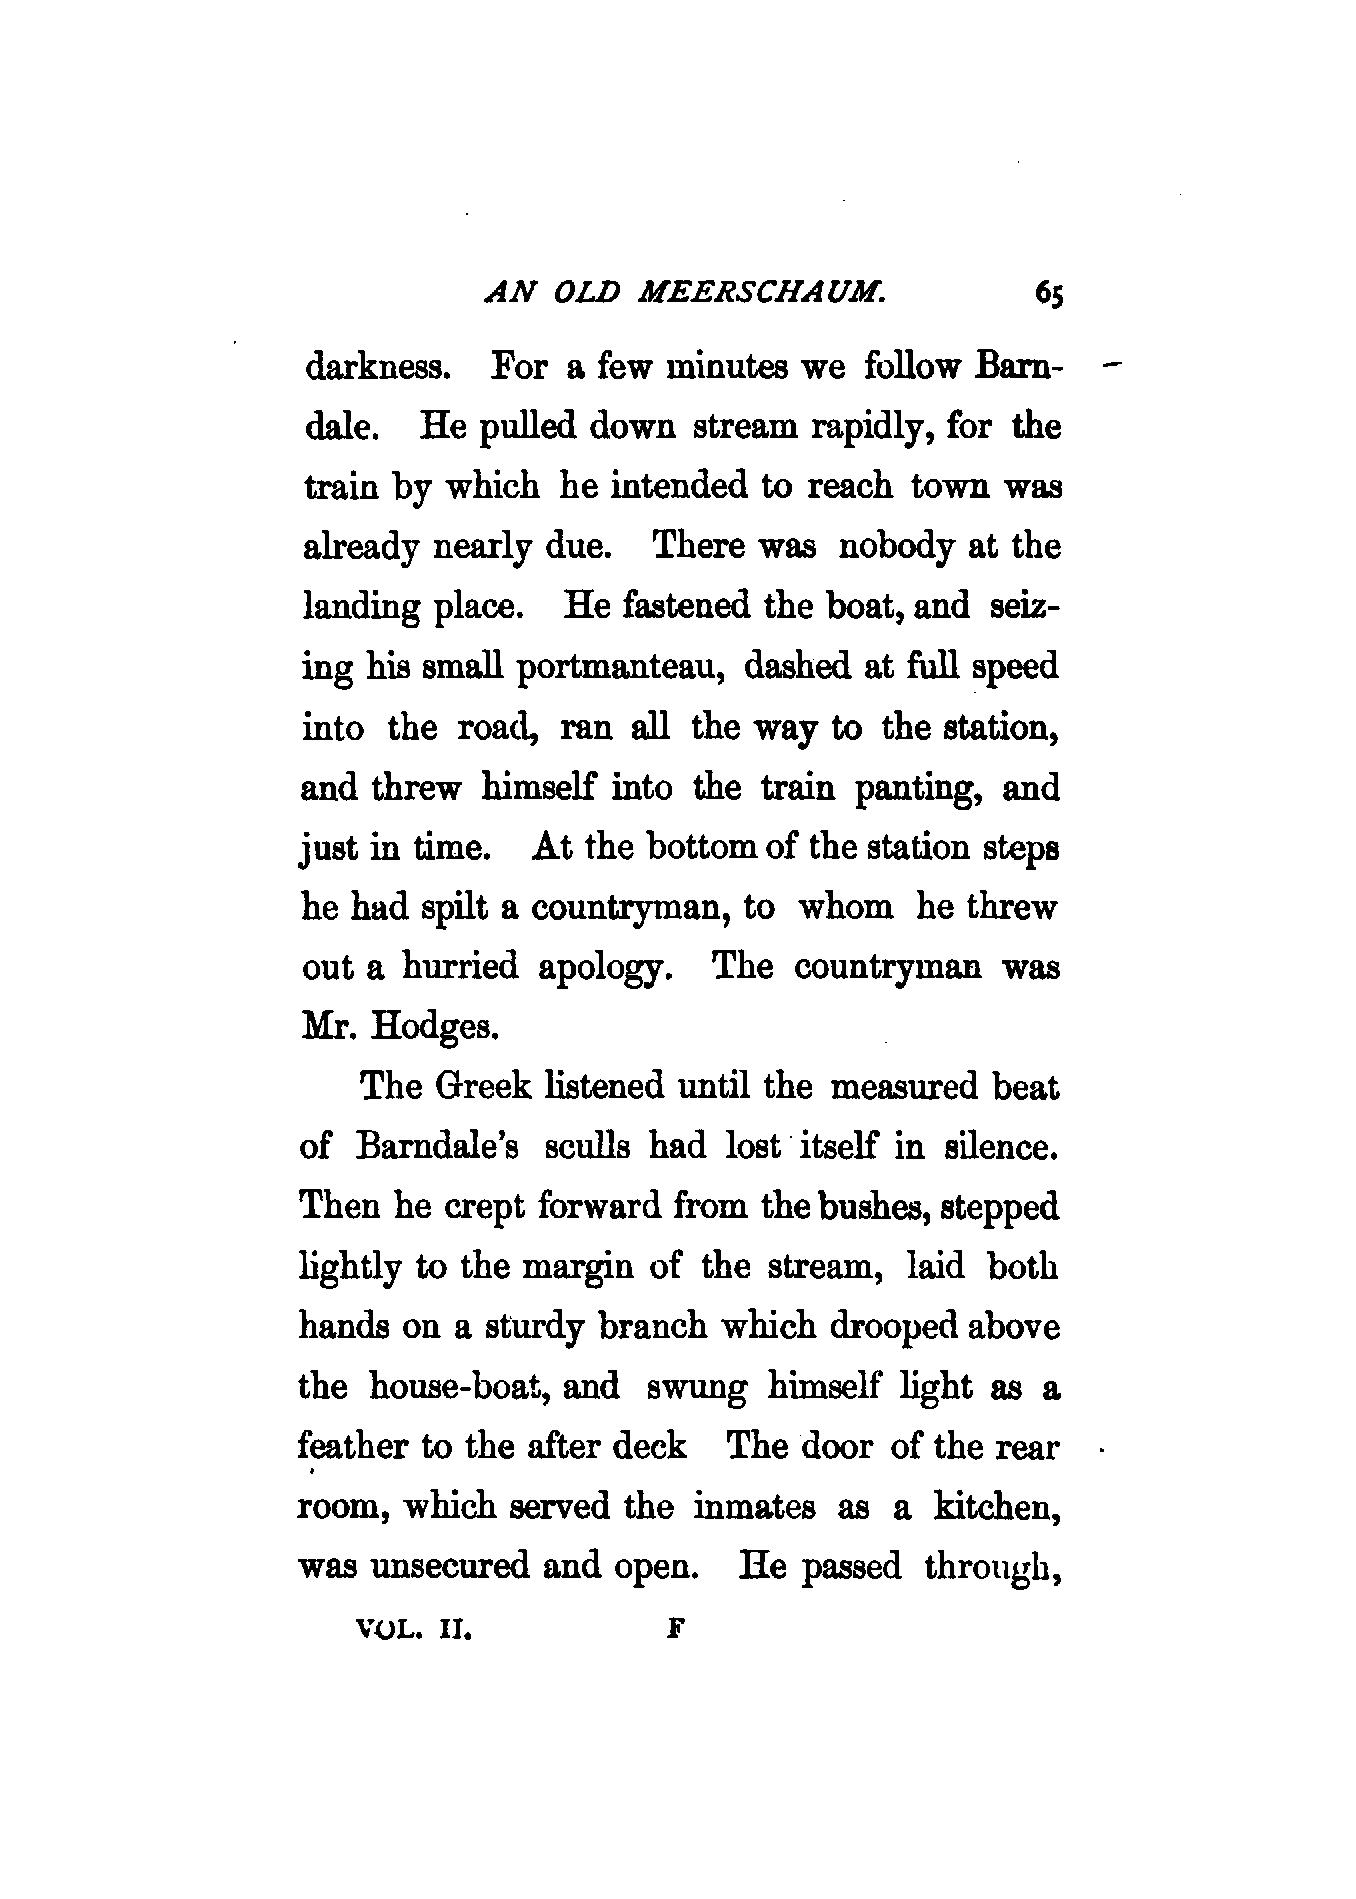 AN OLD MEERSCHAUM. 65
darkness. For a few minutes we follow Barn-
dale. He pulled down stream rapidly, for the
train by which he intended to reach town was
already nearly due. There was nobody at the
landing place. He fastened the boat, and seiz-
ing his small portmanteau, dashed at full speed
into the road, ran all the way to the station,
and threw himself into the train panting, and
just in time. At the bottom of the station steps
he had spilt a countryman, to whom he threw
out a hurried apology. The countryman was
Mr. Hodges.
The Greek listened until the measured beat
of Barndale's sculls had lost itself in silence.
Then he crept forward from the bushes, stepped
lightly to the margin of the stream, laid both
hands on a sturdy branch which drooped above
the house-boat, and swung himself light as a
feather to the after deck The door of the rear
room, which served the inmates as a kitchen,
was unsecured and open. He passed through,
VOL. II. F